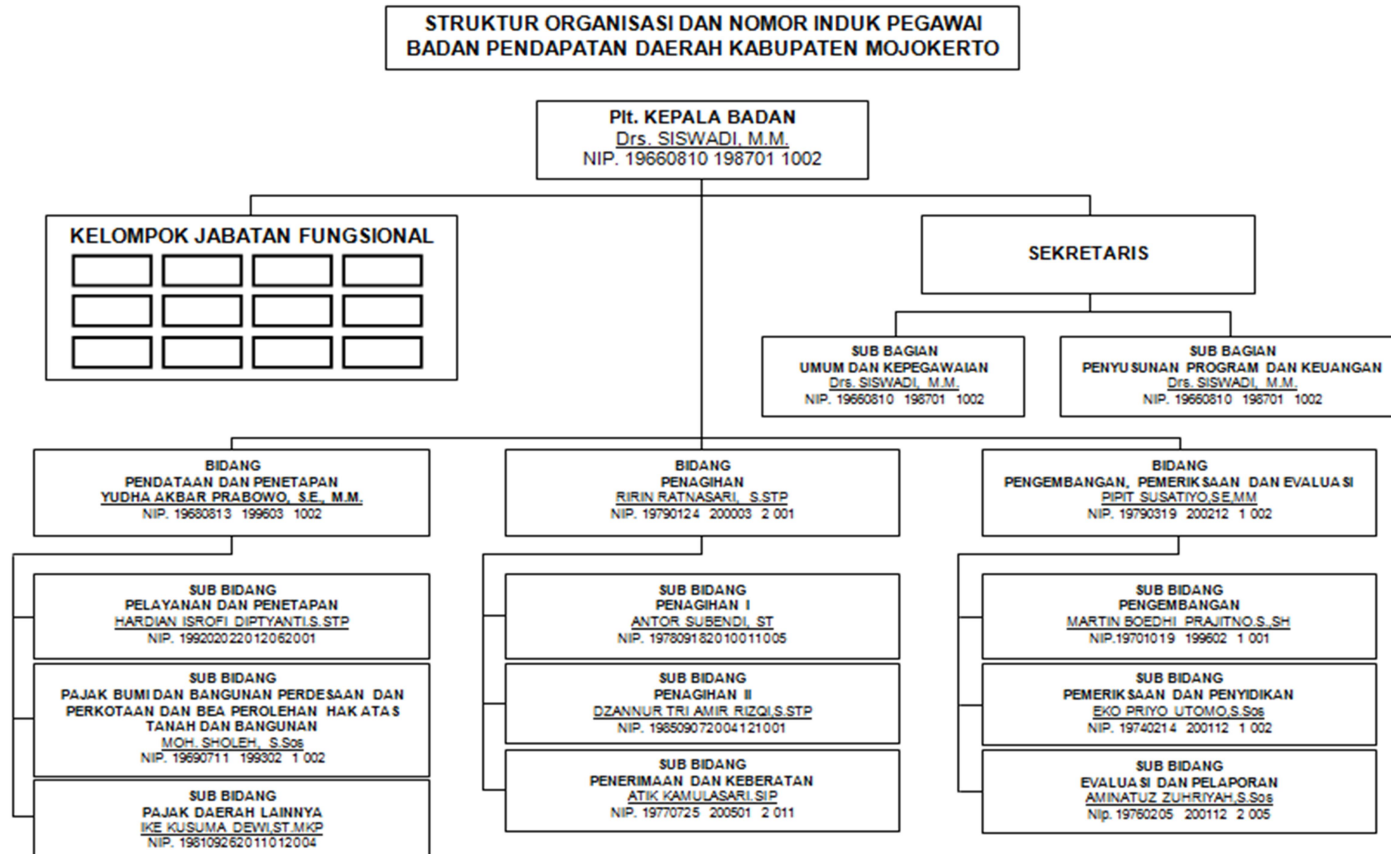 STRUKTUR ORGANISASI DAN NOMOR INDUK PEGAWAI
BADAN PENDAPATAN DAERAH KABUPATEN MOJOKERTO
Plt. KEPALA BADAN
Drs. SISWADI, M.M.
NIP. 19660810 198701 1002
KELOMPOK JABATAN FUNGSIONAL
SEKRETARIS
SUB BAGIAN
UMUM DAN KEPEGAWAIAN
Drs. SISWADI, M.M.
NIP. 19660810 198701 1002
SUB BAGIAN
PENYUSUNAN PROGRAM DAN KEUANGAN
Drs. SISWADI, M.M.
NIP. 19660810 198701 1002
BIDANG
PENDATAAN DAN PENETAPAN
YUDHA AKBAR PRABOWO, S.E., M.M.
NIP. 19680813 199603 1002
BIDANG
PENAGIHAN
RIRIN RATNASARI, S.STP
NIP. 19790124 200003 2 001
BIDANG
PENGEMBANGAN, PEMERIKSAAN DAN EVALUASI
PIPIT SUSATIYO,SE,MM
NIP. 19790319 200212 1 002
SUB BIDANG
PELAYANAN DAN PENETAPAN
HARDIAN ISROFI DIPTYANTI.S.STP
NIP. 199202022012062001
SUB BIDANG
PAJAK BUMI DAN BANGUNAN PERDESAAN DAN
PERKOTAAN DAN BEA PEROLEHAN HAK ATAS
TANAH DAN BANGUNAN
MOH. SHOLEH, S.Sos
NIP. 19690711 199302 1 002
SUB BIDANG
PAJAK DAERAH LAINNYA
IKE KUSUMA DEWI,ST.MKP
NIP. 198109262011012004
SUB BIDANG
PENAGIHAN I
ANTOR SUBENDI, ST
NIP. 197809182010011005
SUB BIDANG
PENAGIHAN II
DZANNUR TRI AMIR RIZQI,S.STP
NIP. 198509072004121001
SUB BIDANG
PENERIMAAN DAN KEBERATAN
ATIK KAMULASARI.SIP
NIP. 19770725 200501 2 011
SUB BIDANG
PENGEMBANGAN
MARTIN BOEDHI PRAJITNO.S.,SH
NIP.19701019 199602 1 001
SUB BIDANG
PEMERIKSAAN DAN PENYIDIKAN
EKO PRIYO UTOMO,S.Sos
NIP. 19740214 200112 1 002
SUB BIDANG
EVALUASI DAN PELAPORAN
AMINATUZ ZUHRIYAH,S.Sos
Nip. 19760205 200112 2 005